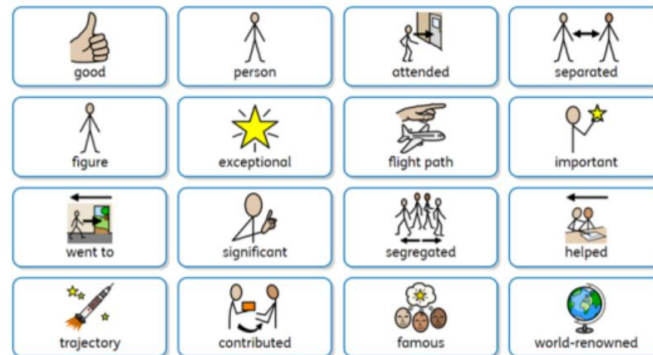 good person attended separated
figure exceptional flight path important
went to significant segregated helped
trajectory contributed famous world-renowned